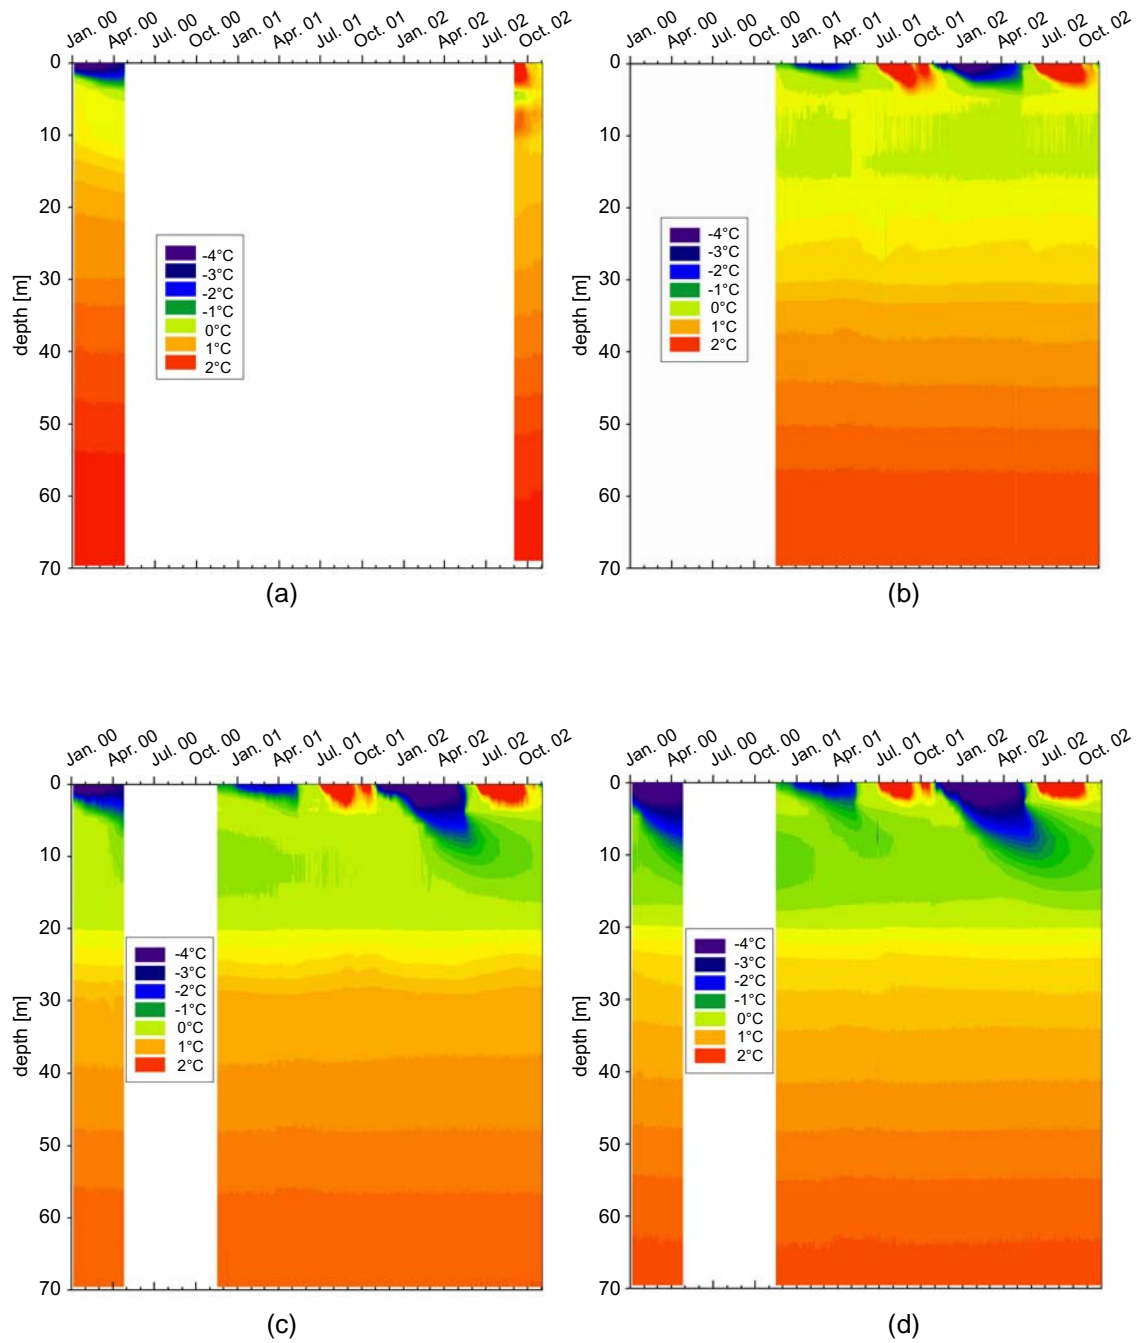 Jan. 00 Apr. 00 Jul. 00 Oct. 00 Jan. 01 Apr. 01 Jul. 01 Oct. 01 Jan. 02 Apr. 02 Jul. 02 Oct. 02
0
10
20
30
40
50
60
70
depth [m]
-4°C
-3°C
-2°C
-1°C
0°C
1°C
2°C
(a)
Jan. 00 Apr. 00 Jul. 00 Oct. 00 Jan. 01 Apr. 01 Jul. 01 Oct. 01 Jan. 02 Apr. 02 Jul. 02 Oct. 02
0
10
20
30
40
50
60
70
depth [m]
-4°C
-3°C
-2°C
-1°C
0°C
1°C
2°C
(b)
Jan. 00 Apr. 00 Jul. 00 Oct. 00 Jan. 01 Apr. 01 Jul. 01 Oct. 01 Jan. 02 Apr. 02 Jul. 02 Oct. 02
0
10
20
30
40
50
60
70
depth [m]
-4°C
-3°C
-2°C
-1°C
0°C
1°C
2°C
(c)
Jan. 00 Apr. 00 Jul. 00 Oct. 00 Jan. 01 Apr. 01 Jul. 01 Oct. 01 Jan. 02 Apr. 02 Jul. 02 Oct. 02
0
10
20
30
40
50
60
70
depth [m]
-4°C
-3°C
-2°C
-1°C
0°C
1°C
2°C
(d)